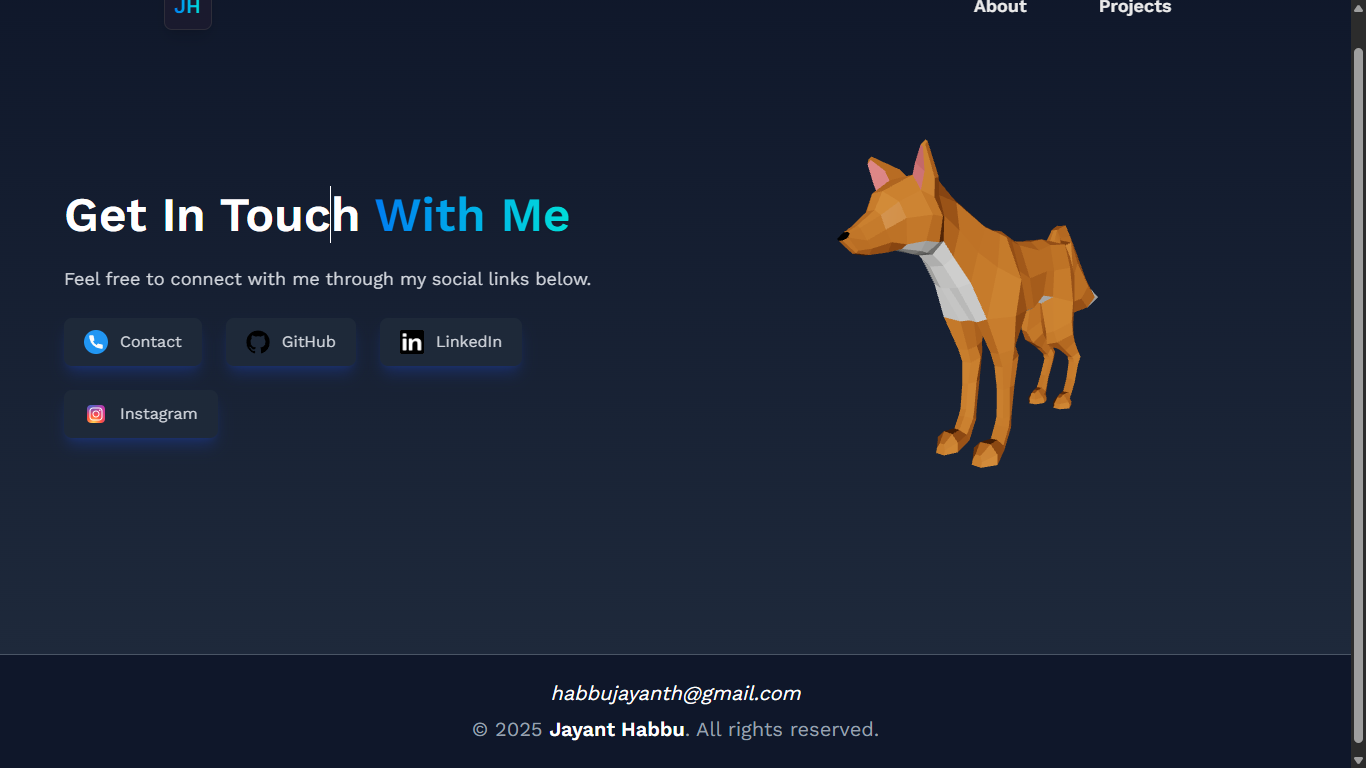 JH
About Projects
Get In Touch With Me
Feel free to connect with me through my social links below.
Contact GitHub LinkedIn
Instagram
habbujayanth@gmail.com
© 2025 Jayant Habbu. All rights reserved.